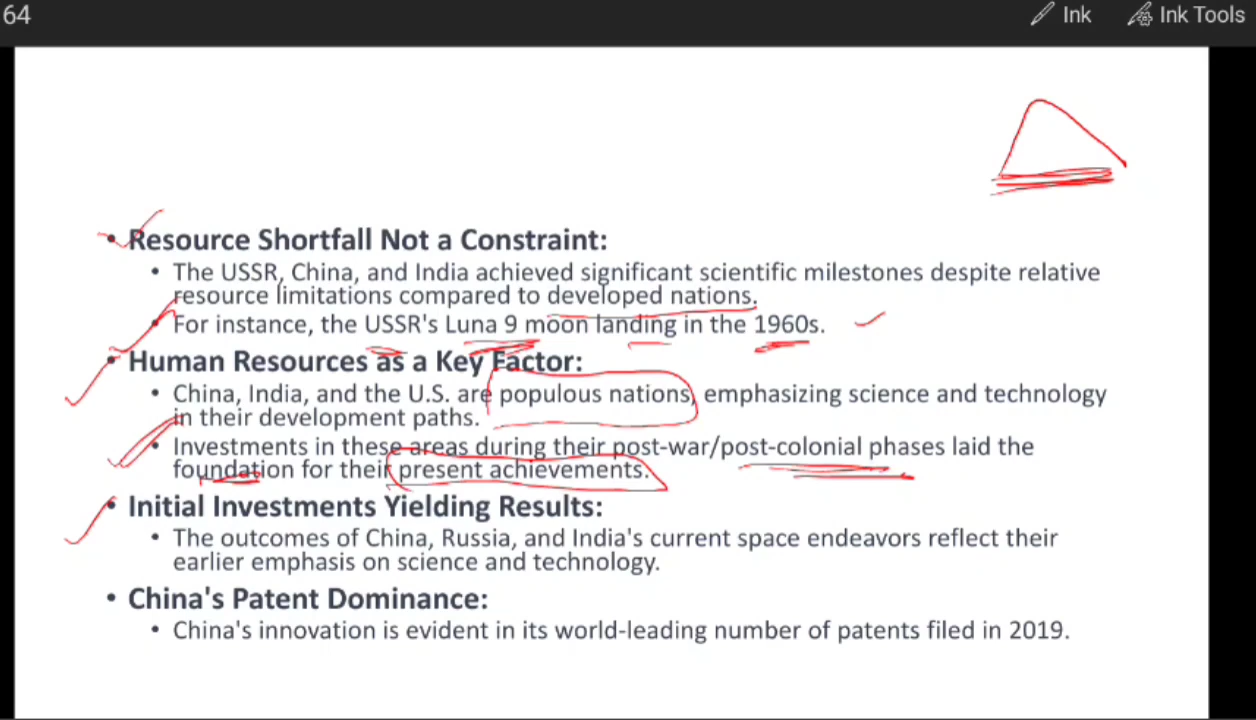 64
Ink
Ink Tools
• Resource Shortfall Not a Constraint:
• The USSR, China, and India achieved significant scientific milestones despite relative
resource limitations compared to developed nations.
• For instance, the USSR's Luna 9 moon landing in the 1960s.
• Human Resources as a Key Factor:
• China, India, and the U.S. are populous nations, emphasizing science and technology
in their development paths.
• Investments in these areas during their post-war/post-colonial phases laid the
foundation for their present achievements.
• Initial Investments Yielding Results:
• The outcomes of China, Russia, and India's current space endeavors reflect their
earlier emphasis on science and technology.
• China's Patent Dominance:
• China's innovation is evident in its world-leading number of patents filed in 2019.